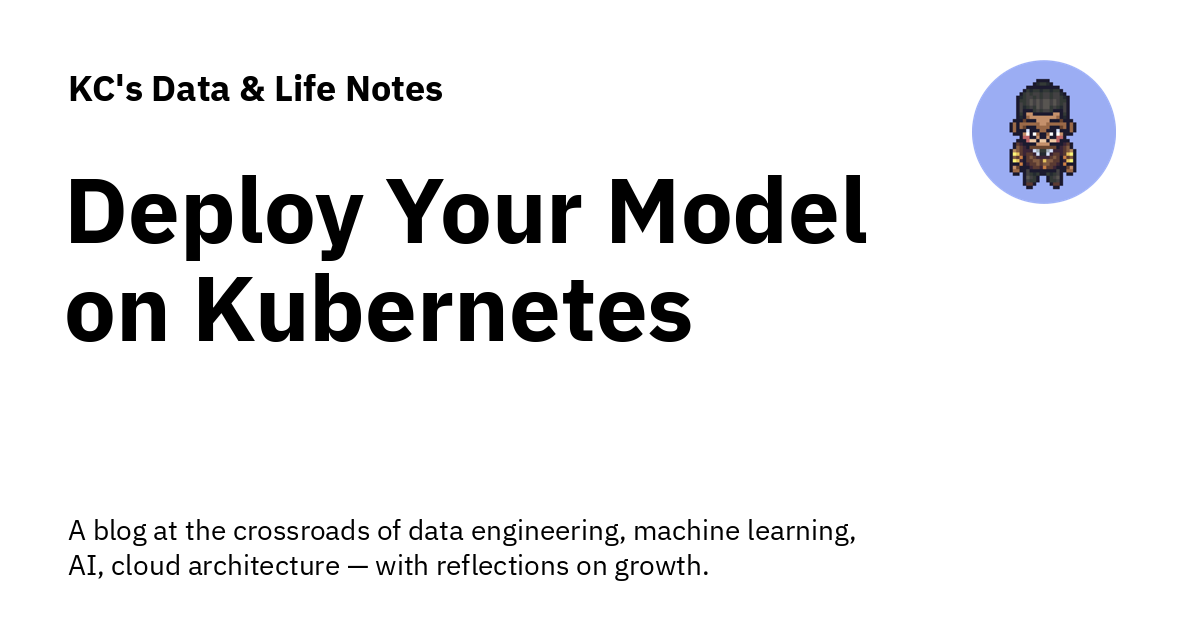 KC's Data & Life Notes
Deploy Your Model
on Kubernetes
A blog at the crossroads of data engineering, machine learning,
AI, cloud architecture — with reflections on growth.